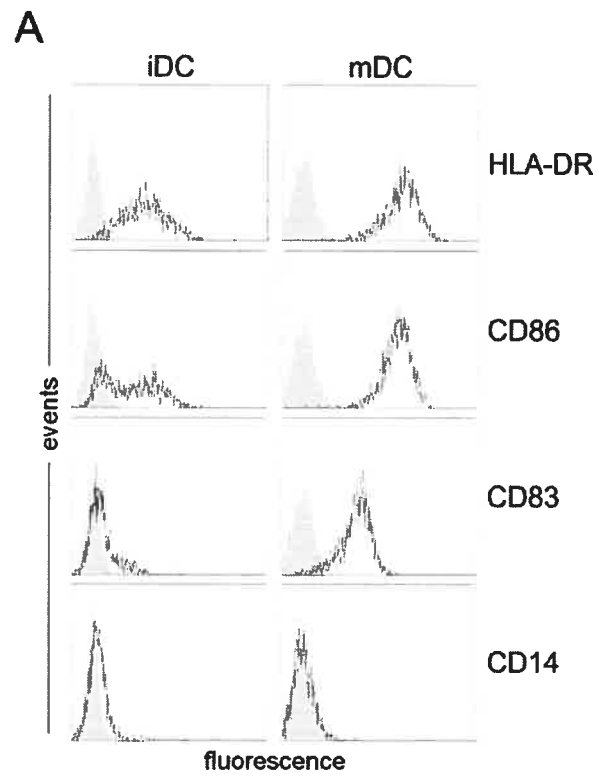 A
iDC mDC
HLA-DR
CD86
events
CD83
CD14
fluorescence